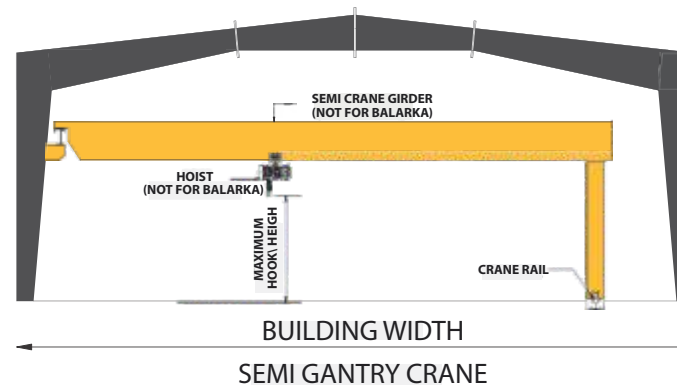 SEMI CRANE GIRDER
(NOT FOR BALARKA)
HOIST
(NOT FOR BALARKA)
MAXIMUM
HOOK\ HEIGH
CRANE RAIL
BUILDING WIDTH
SEMI GANTRY CRANE